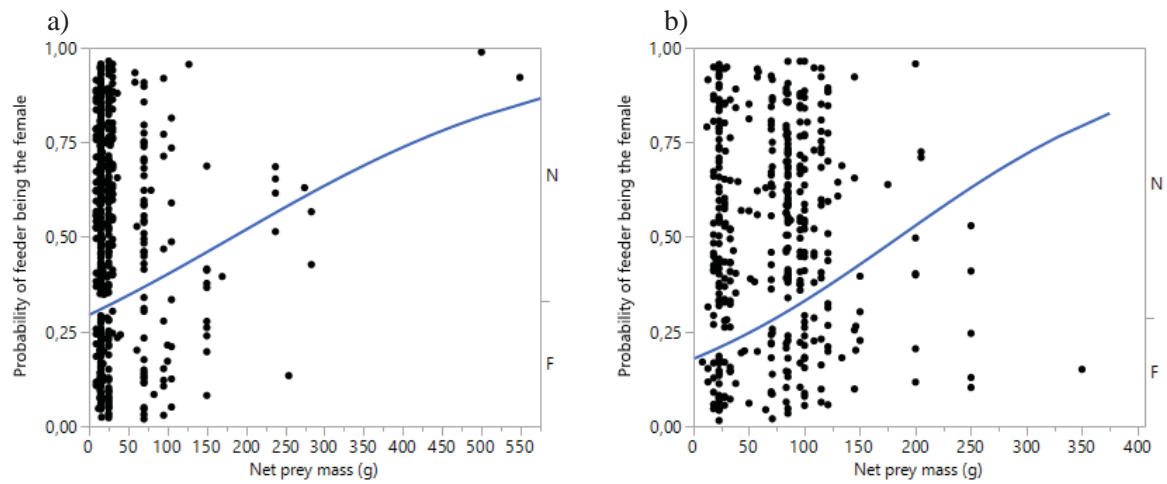 a)
1,00
0,75
0,50
0,25
0,00
Probability of feeder being the female
0 50 100 150 200 250 300 350 400 450 500 550
Net prey mass (g)
N
F
b)
1,00
0,75
0,50
0,25
0,00
Probability of feeder being the female
0 50 100 150 200 250 300 350 400
Net prey mass (g)
N
F